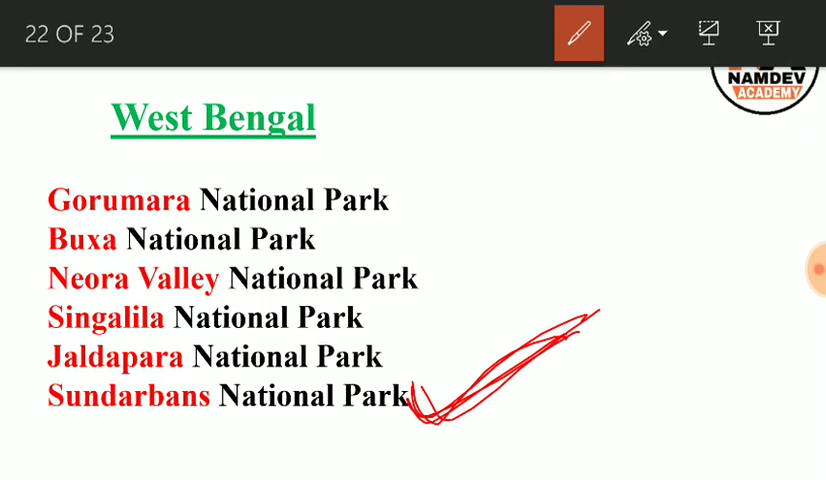 22 OF 23
NAMDEV
ACADEMY
West Bengal
Gorumara National Park
Buxa National Park
Neora Valley National Park
Singalila National Park
Jaldapara National Park
Sundarbans National Park